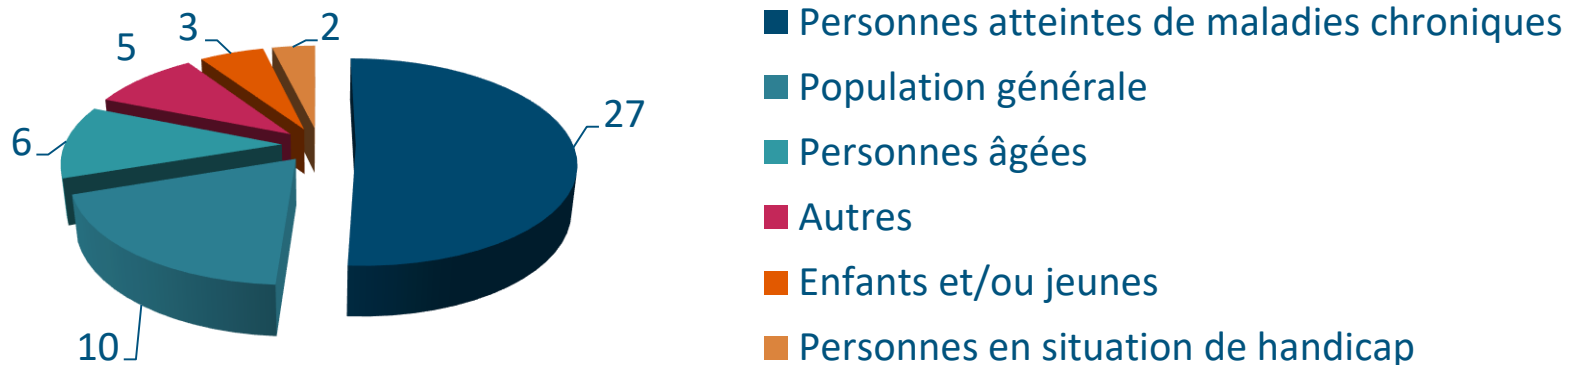 3
2
5
27
6
10
Personnes atteintes de maladies chroniques
Population générale
Personnes âgées
Autres
Enfants et/ou jeunes
Personnes en situation de handicap